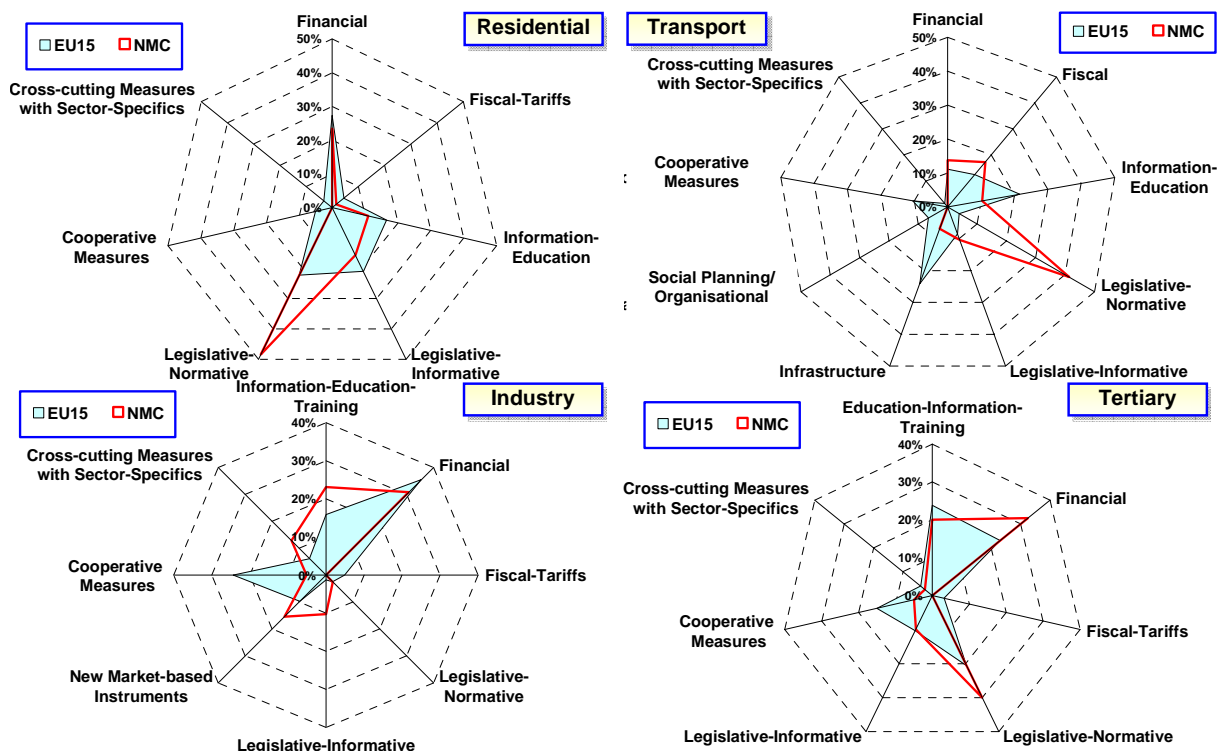 Financial
Residential
EU15
NMC
50%
40%
30%
20%
10%
0%
Cross-cutting Measures
with Sector-Specifics
Fiscal-Tariffs
Cooperative
Measures
Information-
Education
Legislative-
Normative
Legislative-
Informative
Transport
Financial
EU15
NMC
50%
40%
30%
20%
10%
0%
Cross-cutting Measures
with Sector-Specifics
Fiscal
Cooperative
Measures
Information-
Education
Social Planning/
Organisational
Legislative-
Normative
Infrastructure
Legislative-Informative
Information-Education-
Training
Industry
EU15
NMC
40%
30%
20%
10%
0%
Cross-cutting Measures
with Sector-Specifics
Financial
Cooperative
Measures
Fiscal-Tariffs
New Market-based
Instruments
Legislative-
Normative
Legislative-Informative
Education-Information-
Training
Tertiary
EU15
NMC
40%
30%
20%
10%
0%
Cross-cutting Measures
with Sector-Specifics
Financial
Cooperative
Measures
Fiscal-Tariffs
Legislative-Informative
Legislative-Normative